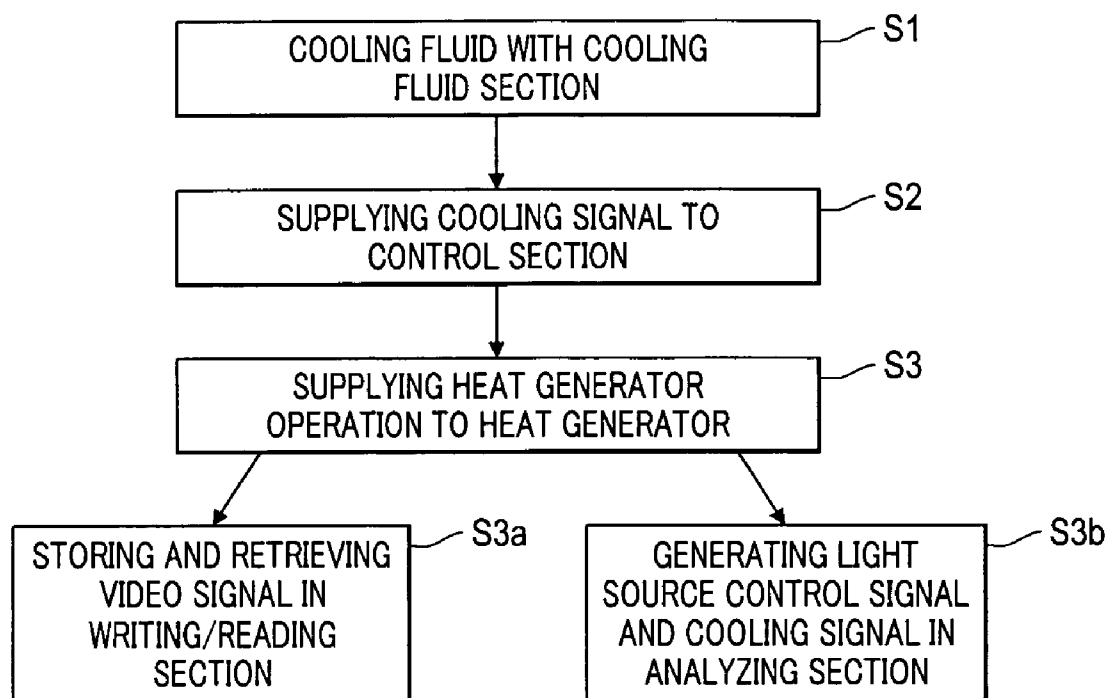 COOLING FLUID WITH COOLING
FLUID SECTION
S1
SUPPLYING COOLING SIGNAL TO
CONTROL SECTION
S2
SUPPLYING HEAT GENERATOR
OPERATION TO HEAT GENERATOR
S3
STORING AND RETRIEVING
VIDEO SIGNAL IN
WRITING/READING
SECTION
S3a
GENERATING LIGHT
SOURCE CONTROL SIGNAL
AND COOLING SIGNAL IN
ANALYZING SECTION
S3b